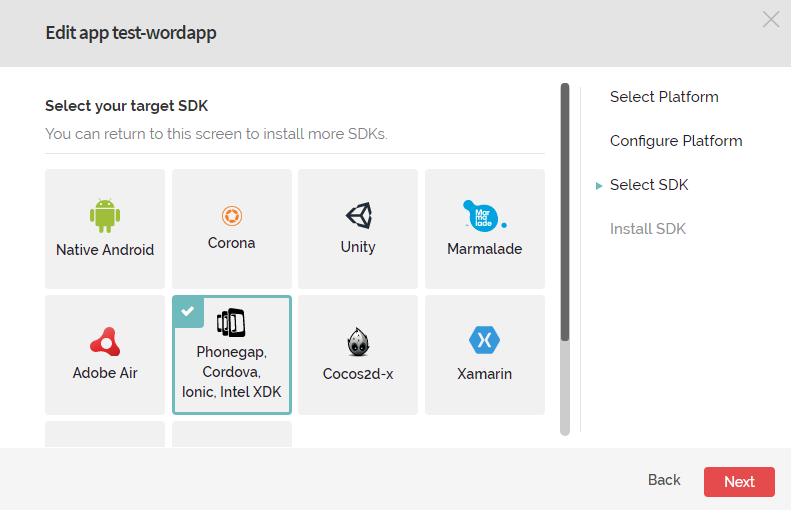 Edit app test-wordapp
Select your target SDK
You can return to this screen to install more SDKs.
Native Android
Corona
Unity
Mar
ma
lade
Marmalade
Adobe Air
Phonegap,
Cordova,
Ionic, Intel XDK
Cocos2d-x
Xamarin
Select Platform
Configure Platform
Select SDK
Install SDK
Back
Next